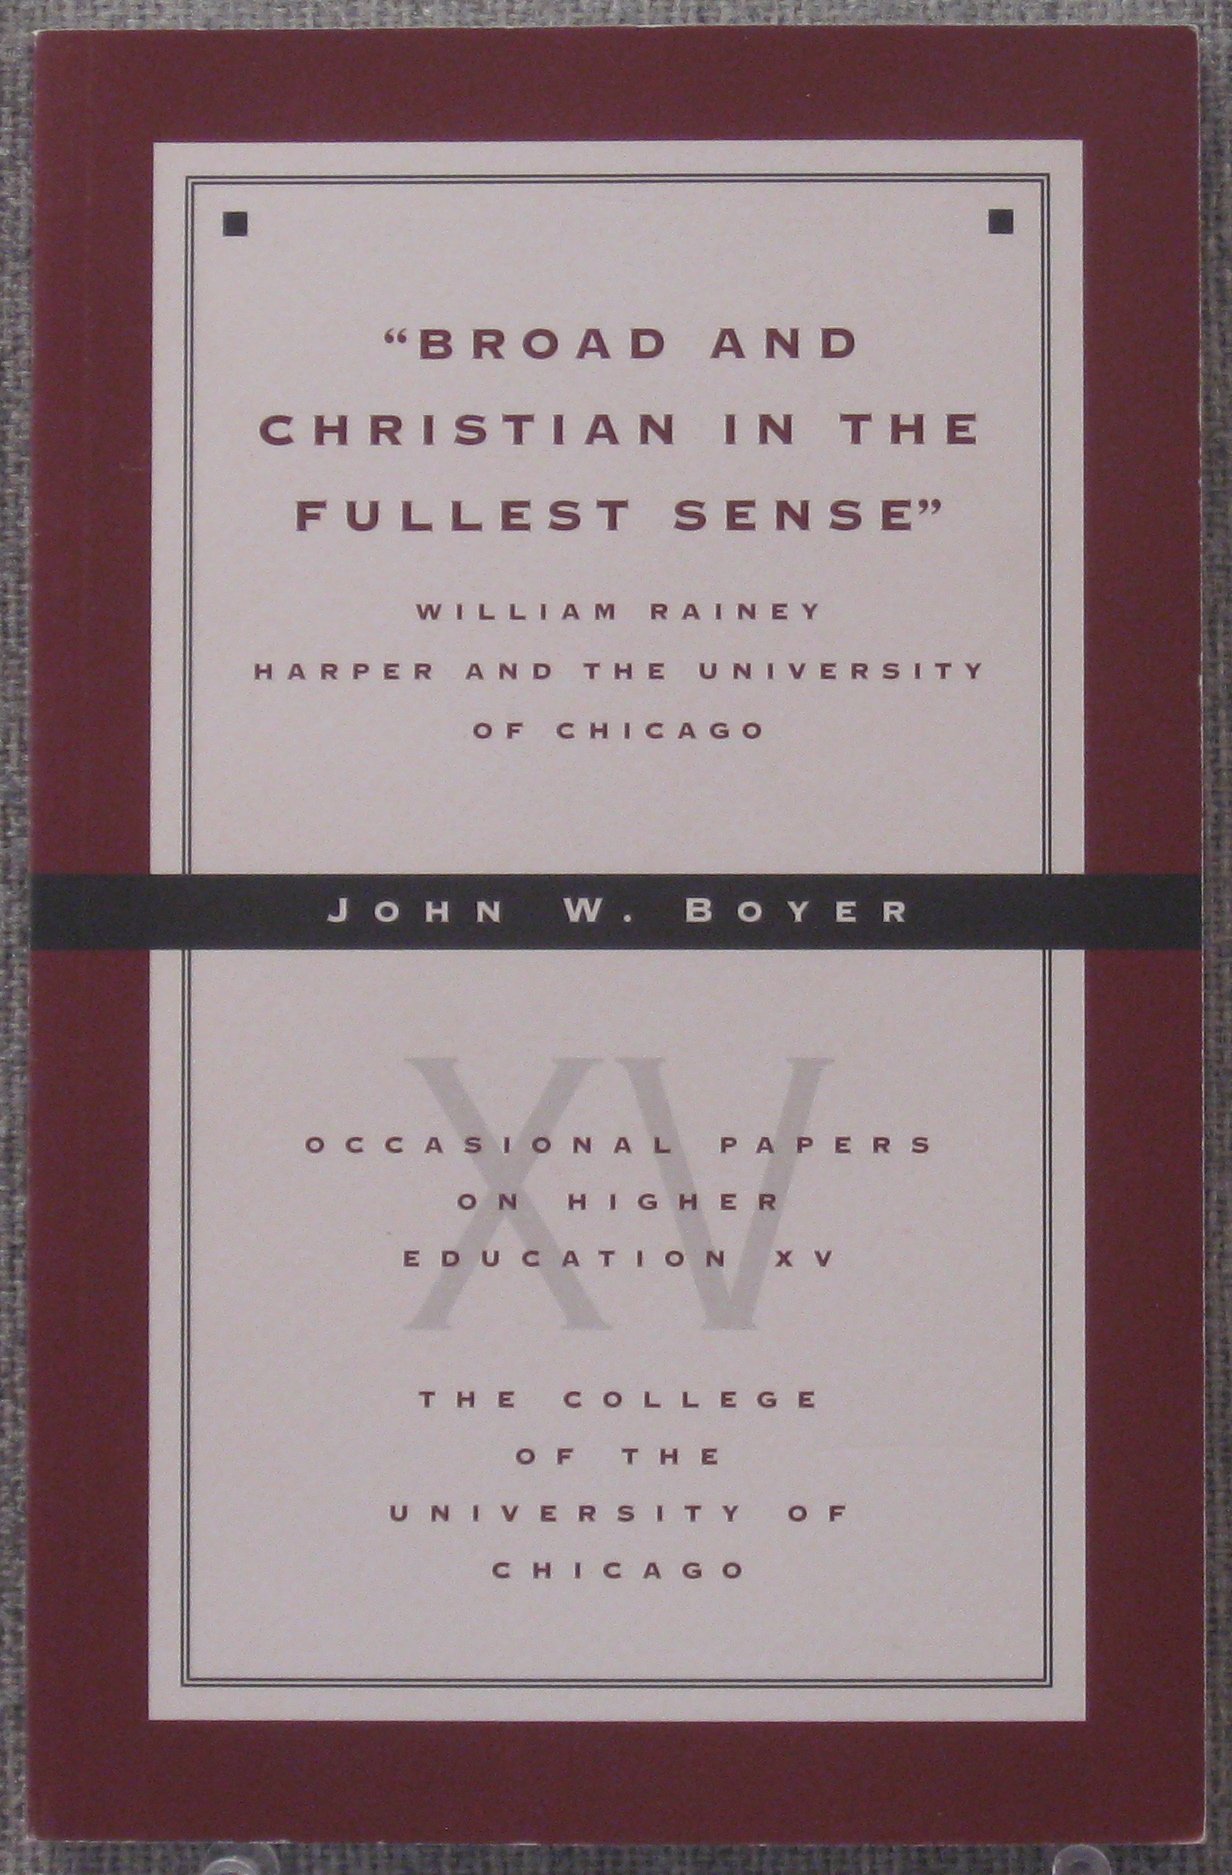 “BROAD AND
CHRISTIAN IN THE
FULLEST SENSE”
WILLIAM RAINEY
HARPER AND THE UNIVERSITY
OF CHICAGO
JOHN W. BOYER
XV
OCCASIONAL PAPERS
ON HIGHER
EDUCATION XV
THE COLLEGE
OF THE
UNIVERSITY OF
CHICAGO